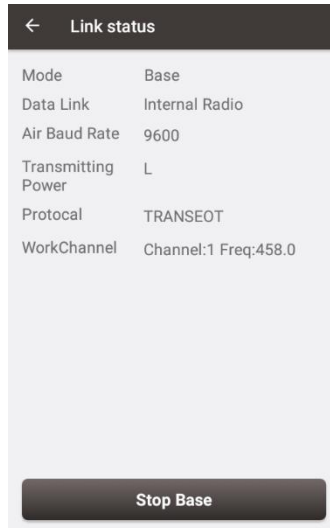 Link status
Mode Base
Data Link Internal Radio
Air Baud Rate 9600
Transmitting Power L
Protocal TRANSEOT
WorkChannel Channel:1 Freq:458.0
Stop Base